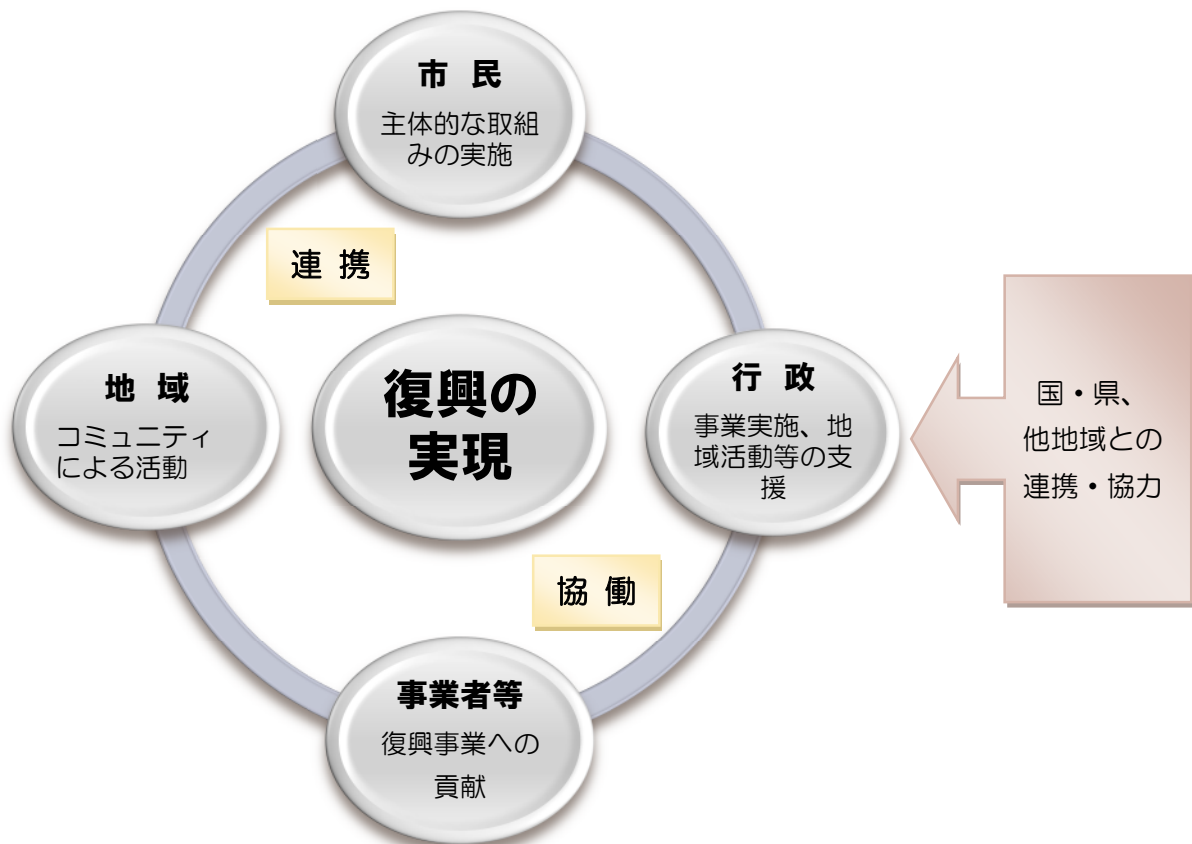 市 民
主体的な取組
みの実施
連 携
地 域
コミュニティ
による活動
復興の
実現
行 政
事業実施、地
域活動等の支
援
国・県、
他地域との
連携・協力
協 働
事業者等
復興事業への
貢献